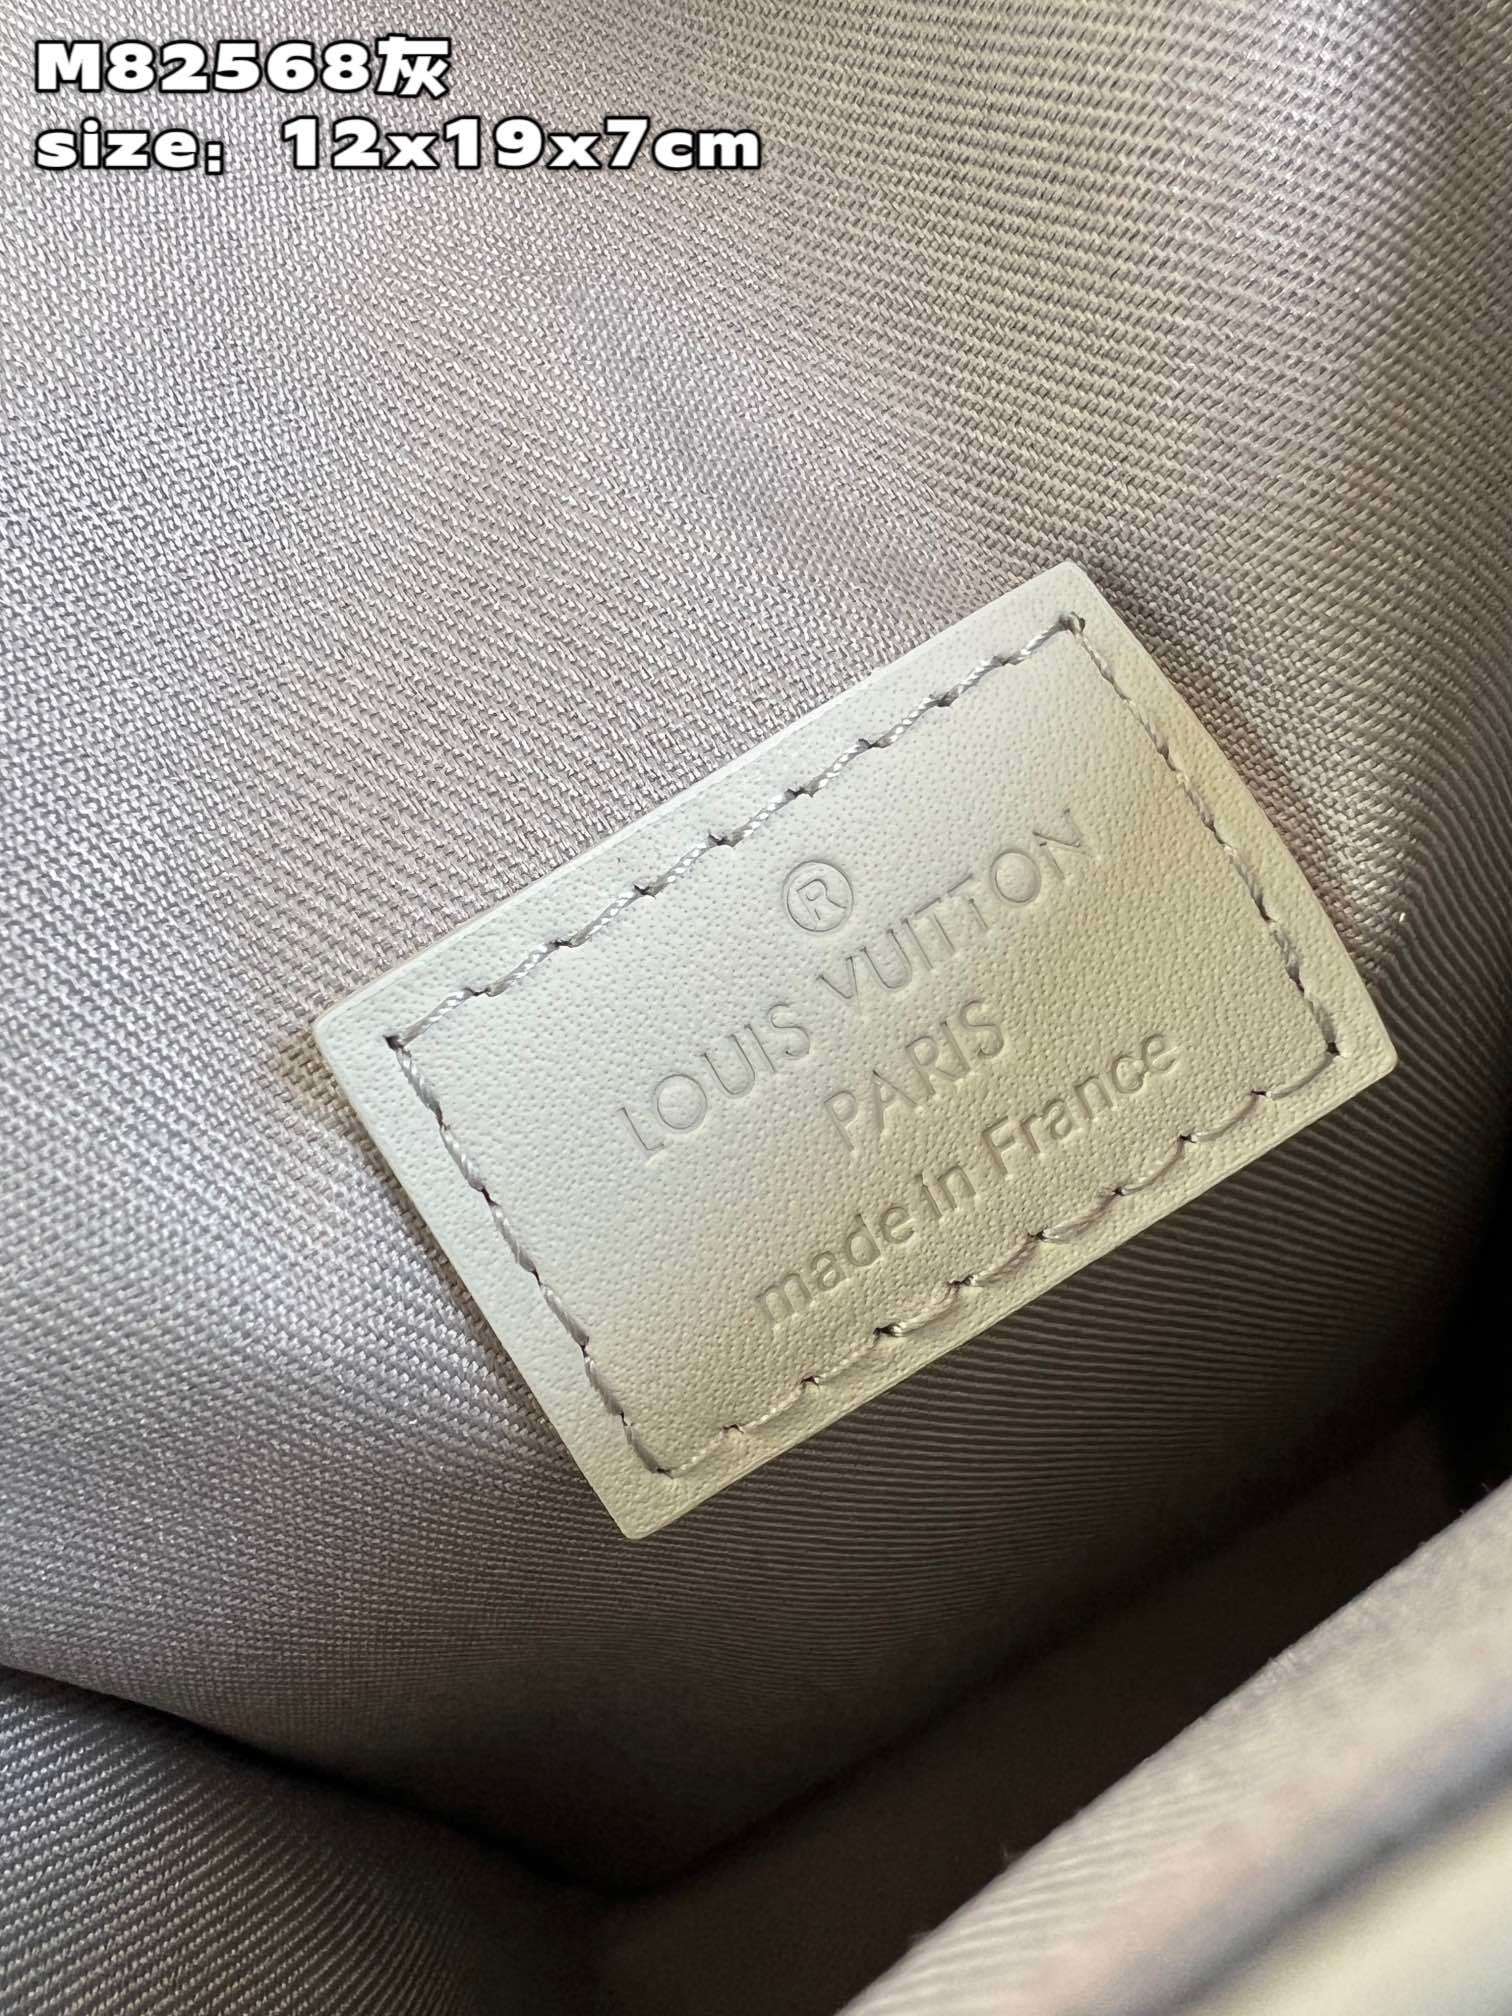 M82568灰
size: 12x19x7cm
®
LOUIS VUITTON
PARIS
made in France